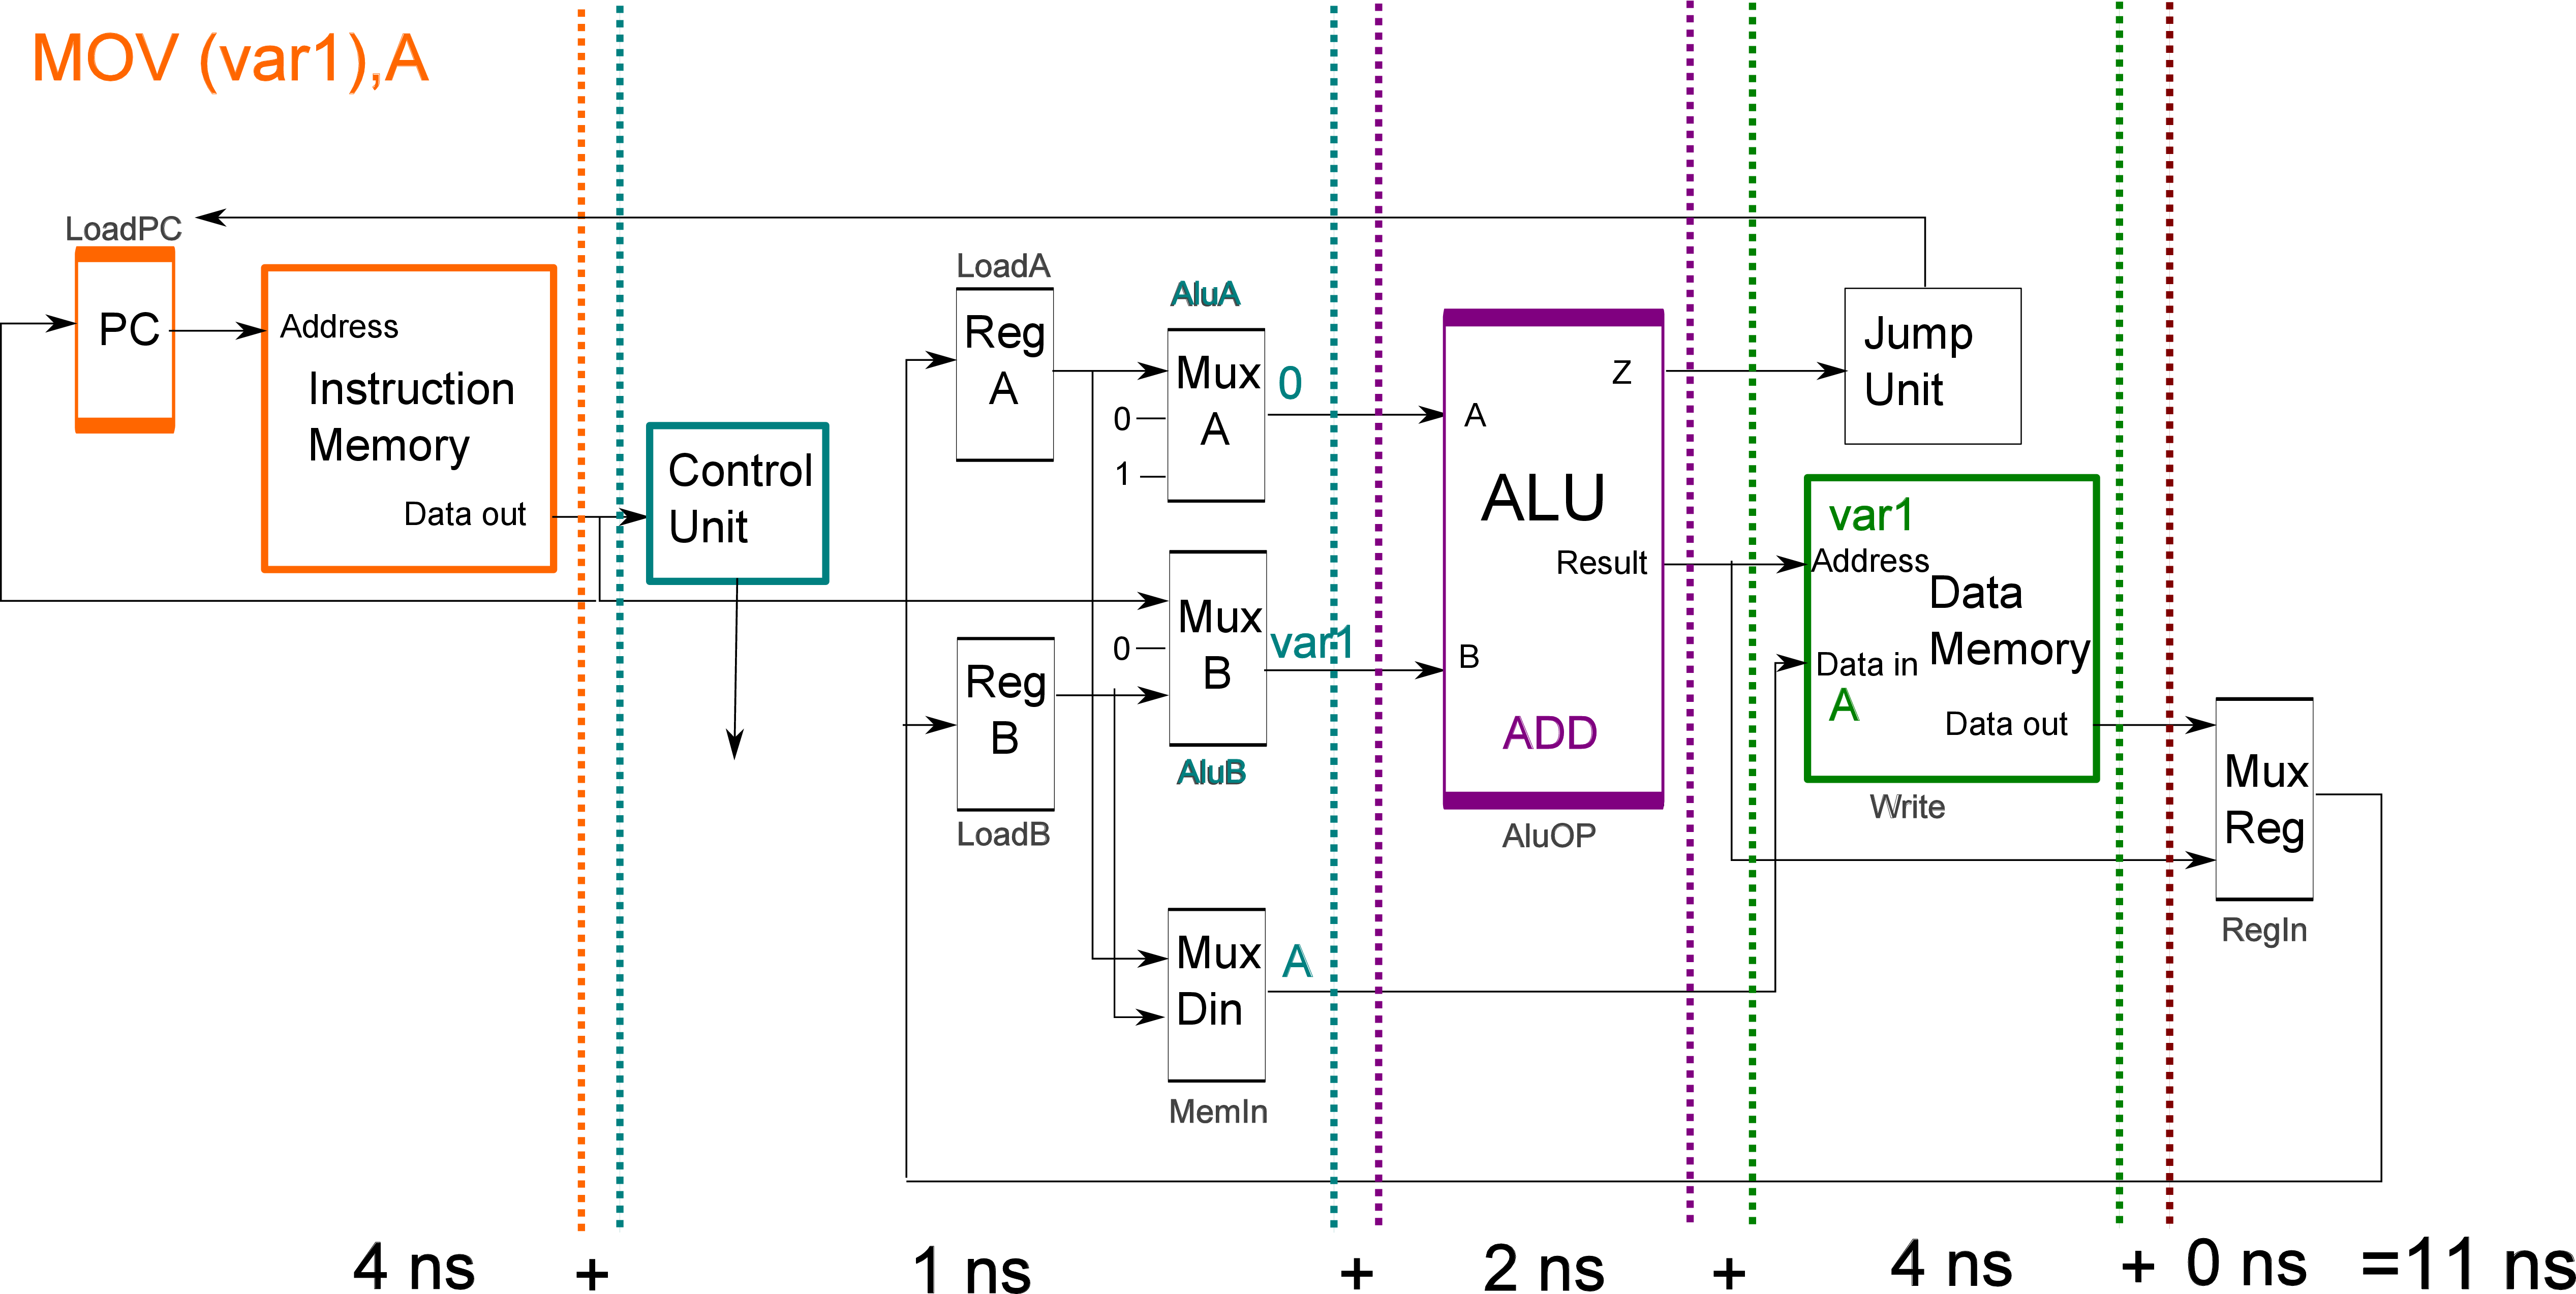 MOV (var1),A
LoadPC
PC
Address
Instruction
Memory
Data out
Control
Unit
LoadA
Reg
A
Reg
B
LoadB
AluA
Mux
A
0
1
0
Mux
B
0
var1
AluB
Mux
Din
A
MemIn
A
Z
ALU
Result
B
ADD
AluOP
Jump
Unit
var1
Address
Data
Memory
Data in
A
Data out
Write
Mux
Reg
RegIn
4 ns + 1 ns + 2 ns + 4 ns + 0 ns =11 ns